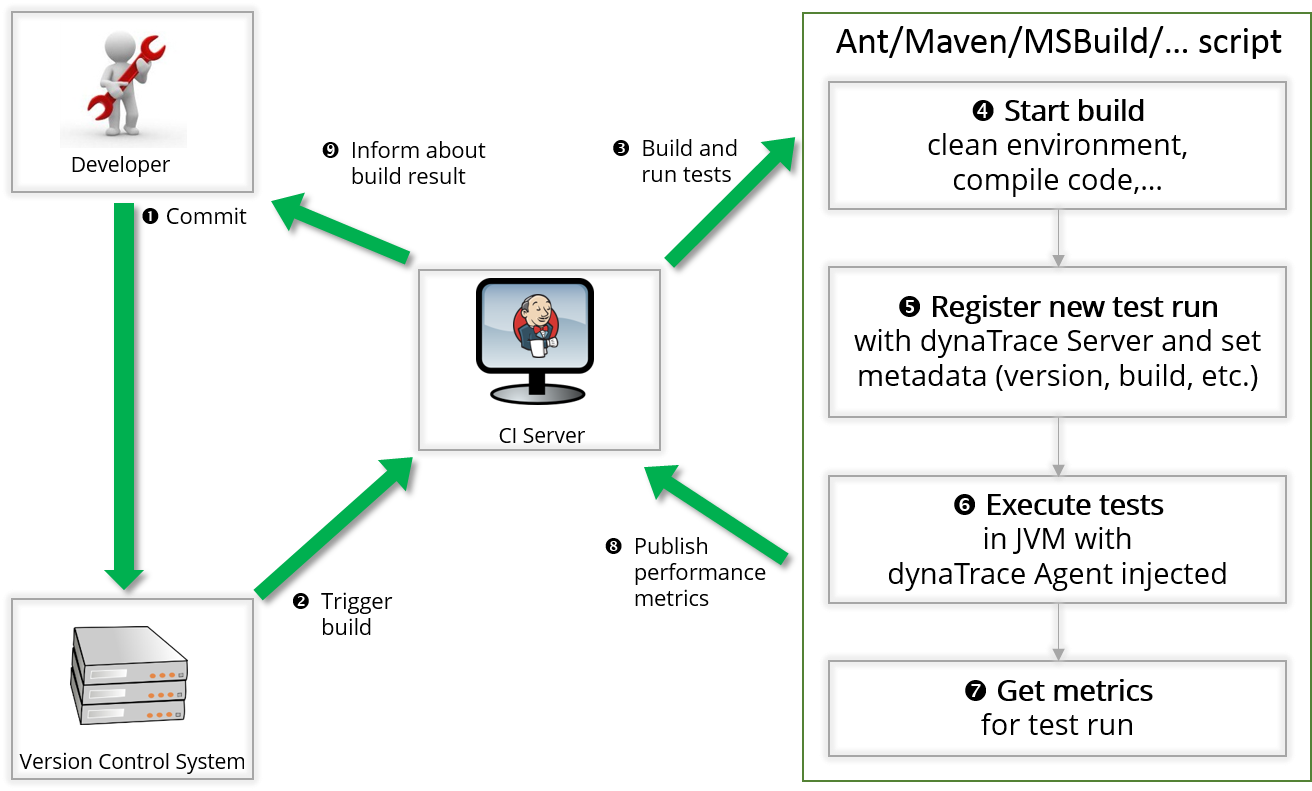 Developer
❶ Commit
Version Control System
❷ Trigger
build
CI Server
❸ Build and
run tests
Ant/Maven/MSBuild/... script
❹ Start build
clean environment,
compile code,...
❺ Register new test run
with dynaTrace Server and set
metadata (version, build, etc.)
❻ Execute tests
in JVM with
dynaTrace Agent injected
❼ Get metrics
for test run
❽ Publish
performance
metrics
❾ Inform about
build result